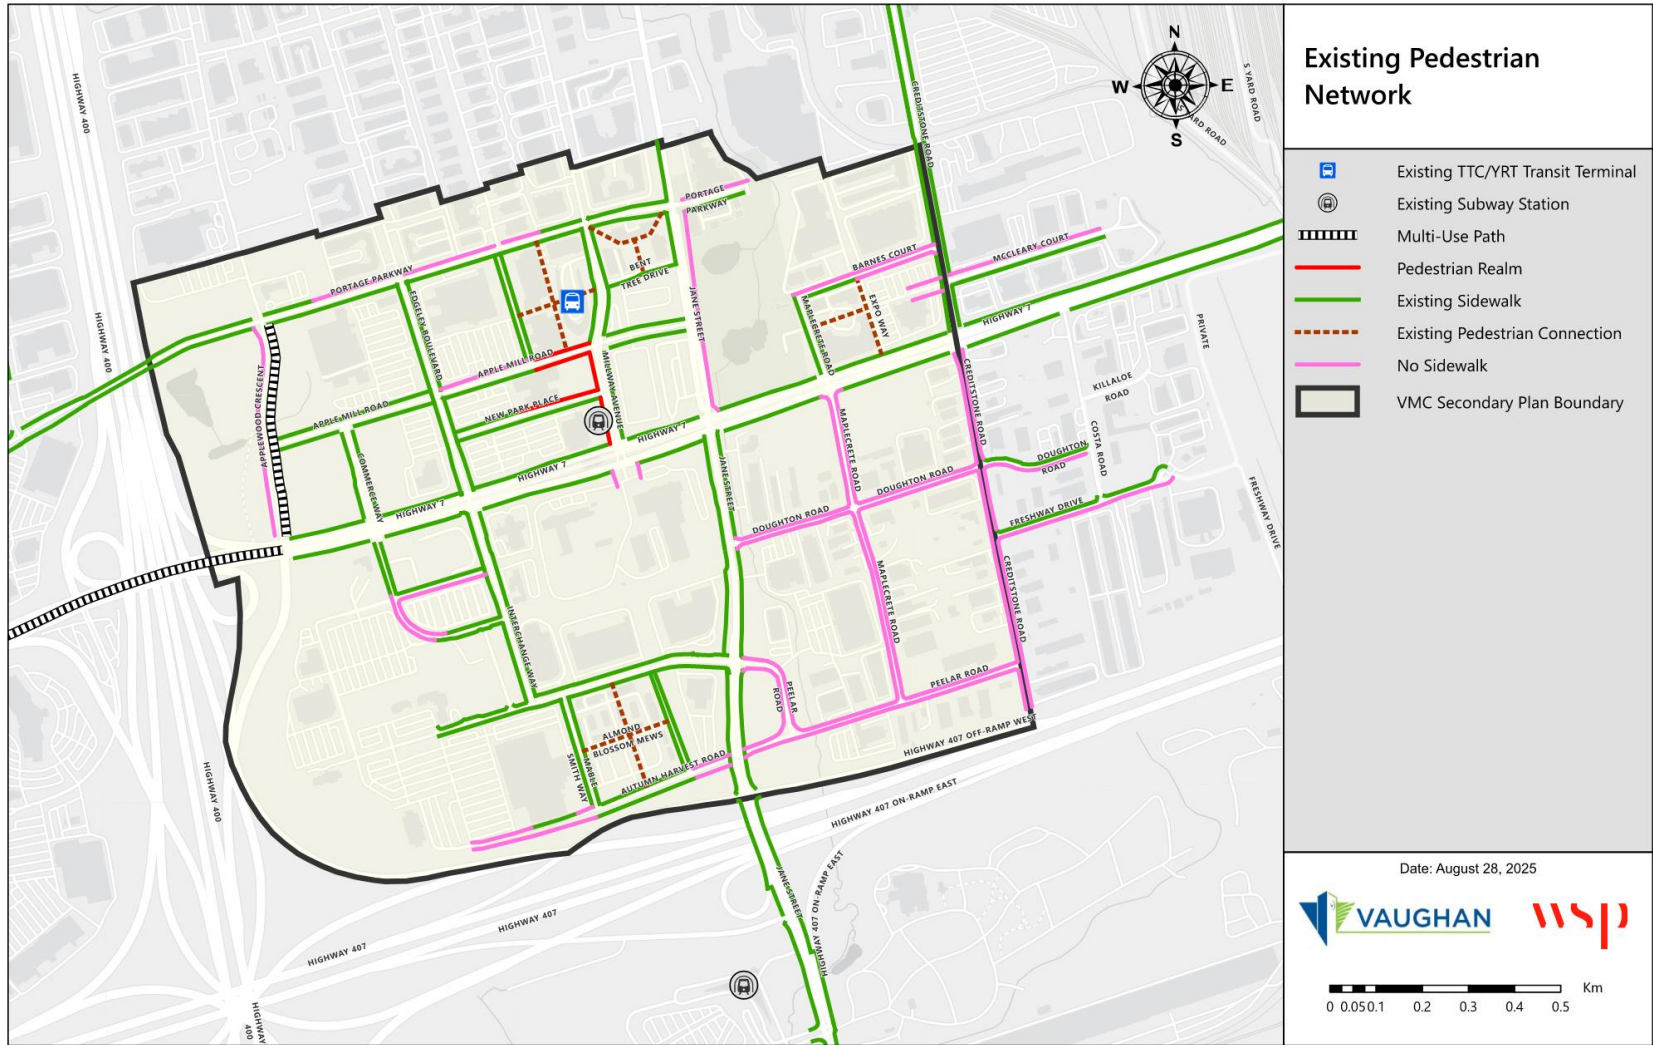 Existing Pedestrian
Network
Existing TTC/YRT Transit Terminal
Existing Subway Station
Multi-Use Path
Pedestrian Realm
Existing Sidewalk
Existing Pedestrian Connection
No Sidewalk
VMC Secondary Plan Boundary
Date: August 28, 2025
VAUGHAN
wsp
Km
0 0.05 0.1 0.2 0.3 0.4 0.5
N
W E
S
S YARD ROAD
YARD ROAD
HIGHWAY 400
CREDITSTONE ROAD
PORTAGE
PARKWAY
BARNES COURT
MCCLEARY COURT
PORTAGE PARKWAY
BENT
TREE DRIVE
EDGELEY BOULEVARD
JANE STREET
MAPLECRETE ROAD
EXPO WAY
HIGHWAY 7
PRIVATE
HIGHWAY 400
APPLEWOOD CRESCENT
APPLE MILL ROAD
MILLWAY AVENUE
CREDITSTONE ROAD
KILLALOE
ROAD
APPLE MILL ROAD
NEW PARK PLACE
HIGHWAY 7
MAPLECRETE ROAD
COSTA ROAD
COMMERCE WAY
HIGHWAY 7
JANE STREET
DOUGHTON ROAD
DOUGHTON
ROAD
HIGHWAY 7
DOUGHTON ROAD
FRESHWAY DRIVE
FRESHWAY DRIVE
INTERCHANGE WAY
MAPLECRETE ROAD
CREDITSTONE ROAD
PEELAR
ROAD
PEELAR ROAD
ALMOND
BLOSSOM MEWS
MABLE
SMITH WAY
AUTUMN HARVEST ROAD
HIGHWAY 407 OFF-RAMP WEST
HIGHWAY 400
HIGHWAY 407 ON-RAMP EAST
JANE STREET
HIGHWAY 407 ON-RAMP EAST
HIGHWAY 407
HIGHWAY 407
HIGHWAY 407
HIGHWAY
400